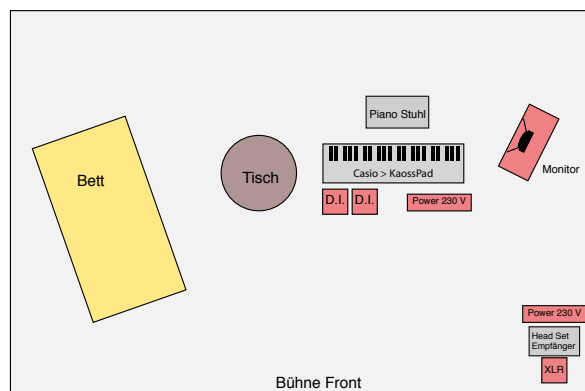 Piano Stuhl
Bett
Tisch
Casio > KaossPad
Monitor
D.I.
D.I.
Power 230 V
Power 230 V
Head Set
Empfänger
XLR
Bühne Front